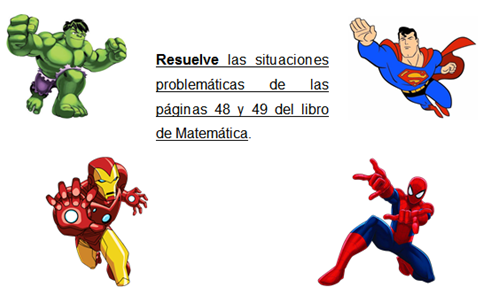 Resuelve las situaciones
problemáticas de las
páginas 48 y 49 del libro
de Matemática.